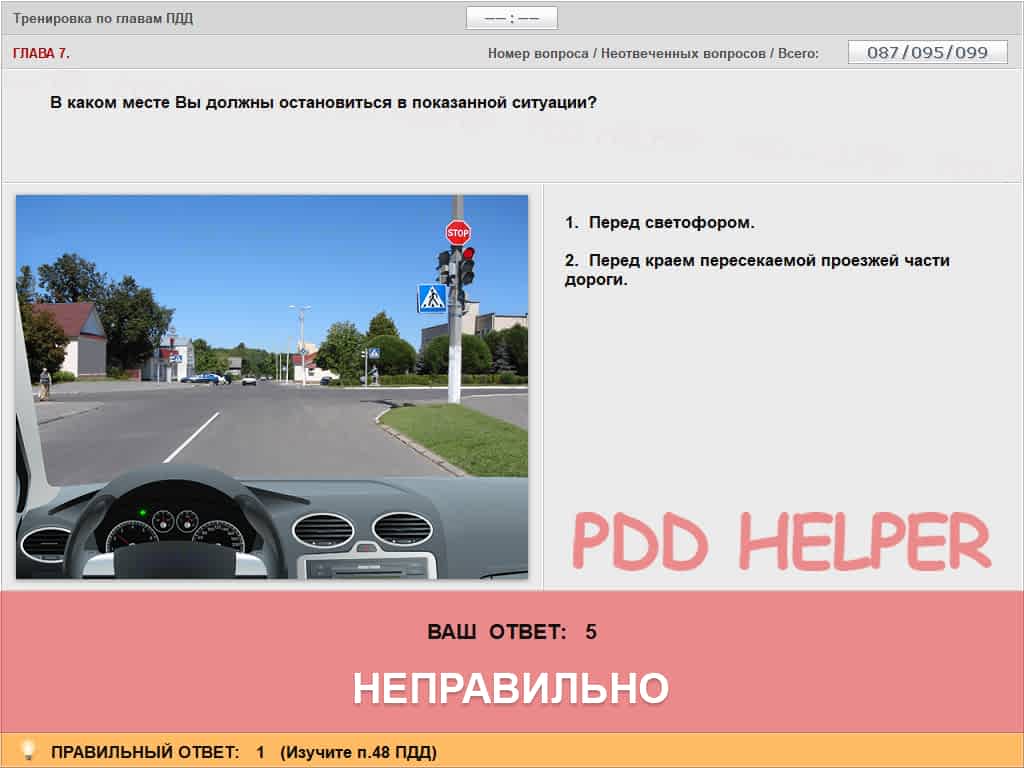 Тренировка по главам ПДД
—— : ——
ГЛАВА 7.
Номер вопроса / Неотвеченных вопросов / Всего:
087/095/099
В каком месте Вы должны остановиться в показанной ситуации?
STOP
1. Перед светофором.
2. Перед краем пересекаемой проезжей части
дороги.
PDD HELPER
ВАШ ОТВЕТ: 5
НЕПРАВИЛЬНО
ПРАВИЛЬНЫЙ ОТВЕТ: 1 (Изучите п.48 ПДД)